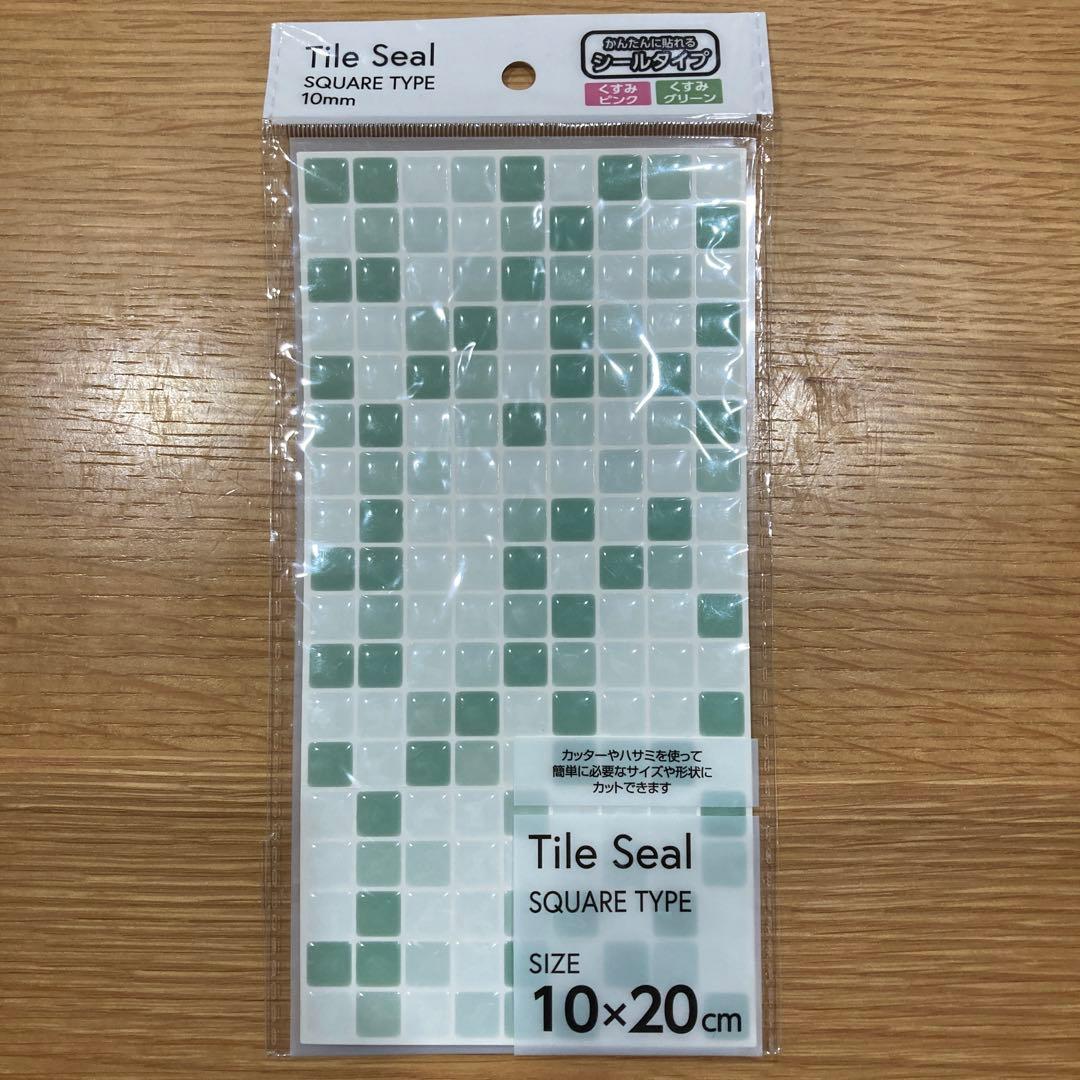 Tile Seal
SQUARE TYPE
10mm
かんたんに貼れる
シールタイプ
くすみ
ピンク
くすみ
グリーン
カッターやハサミを使って
簡単に必要なサイズや形状に
カットできます
Tile Seal
SQUARE TYPE
SIZE
10×20cm